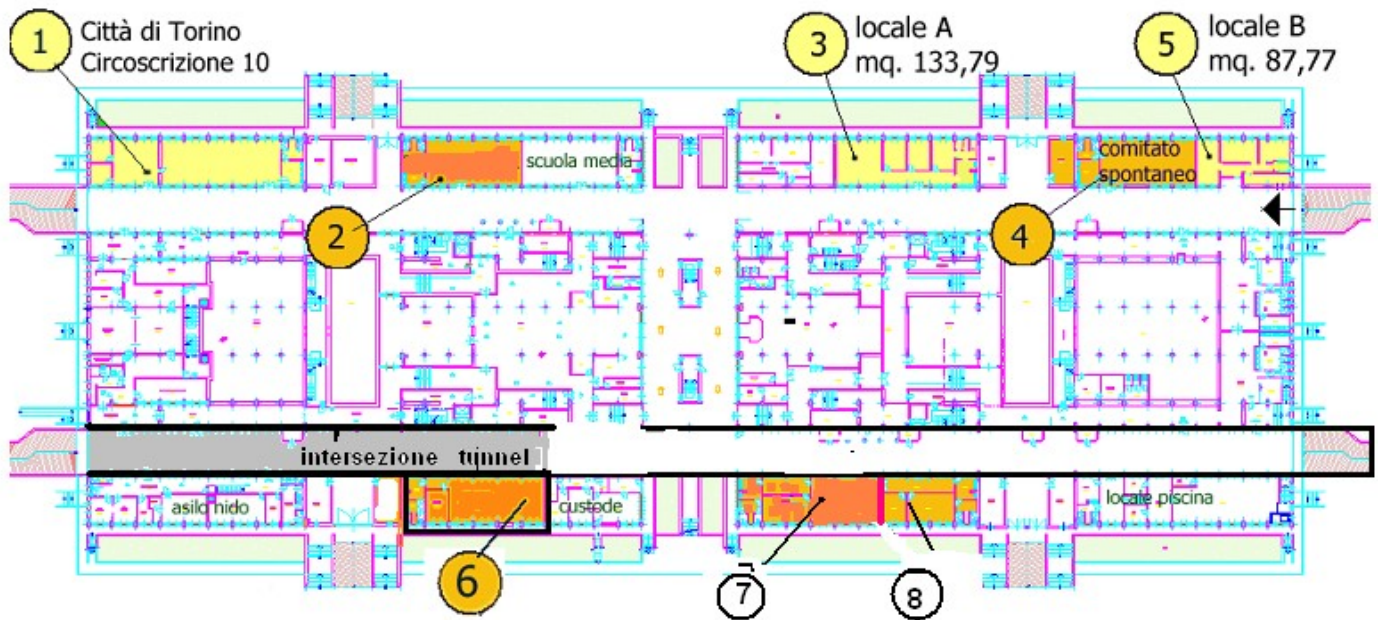 1
Città di Torino
Circoscrizione 10
3
locale A
mq. 133,79
5
locale B
mq. 87,77
scuola media
comitato
spontaneo
2
4
intersezione tunnel
asilo nido
custode
locale piscina
6
7
8